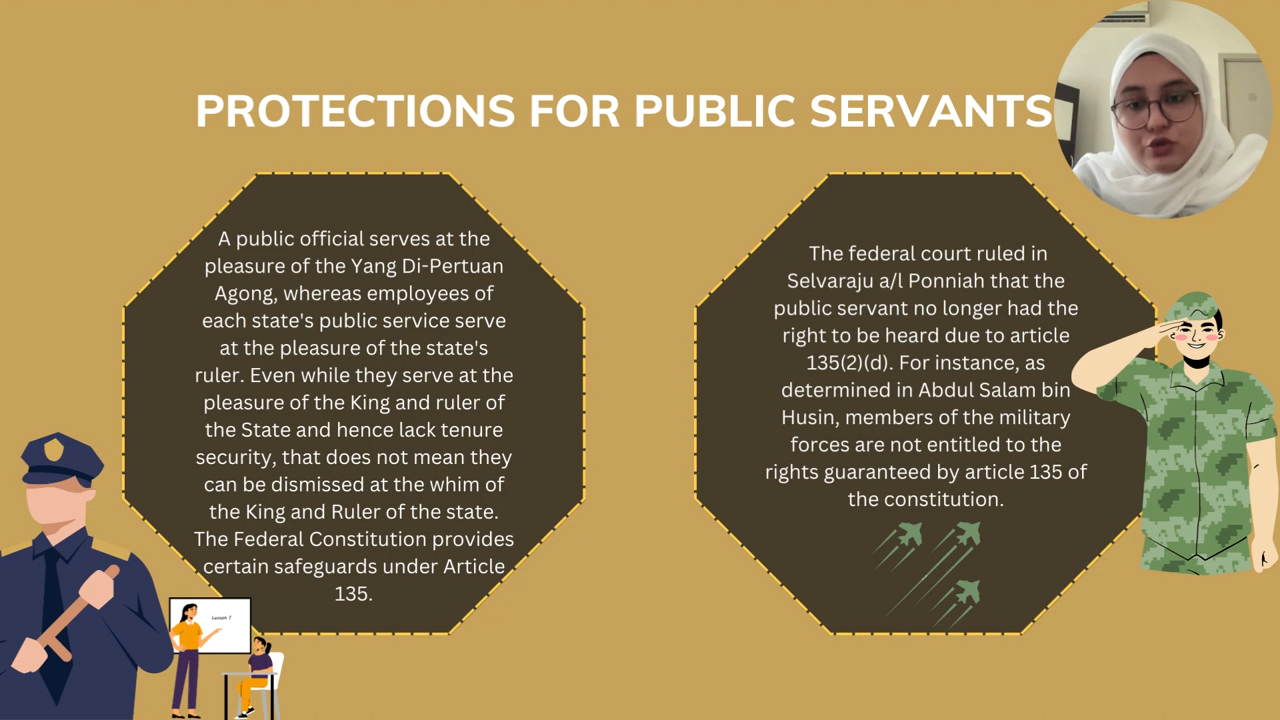 PROTECTIONS FOR PUBLIC SERVANTS
A public official serves at the
pleasure of the Yang Di-Pertuan
Agong, whereas employees of
each state's public service serve
at the pleasure of the state's
ruler. Even while they serve at the
pleasure of the King and ruler of
the State and hence lack tenure
security, that does not mean they
can be dismissed at the whim of
the King and Ruler of the state.
The Federal Constitution provides
certain safeguards under Article
135.
The federal court ruled in
Selvaraju a/l Ponniah that the
public servant no longer had the
right to be heard due to article
135(2)(d). For instance, as
determined in Abdul Salam bin
Husin, members of the military
forces are not entitled to the
rights guaranteed by article 135 of
the constitution.
Lesson 1